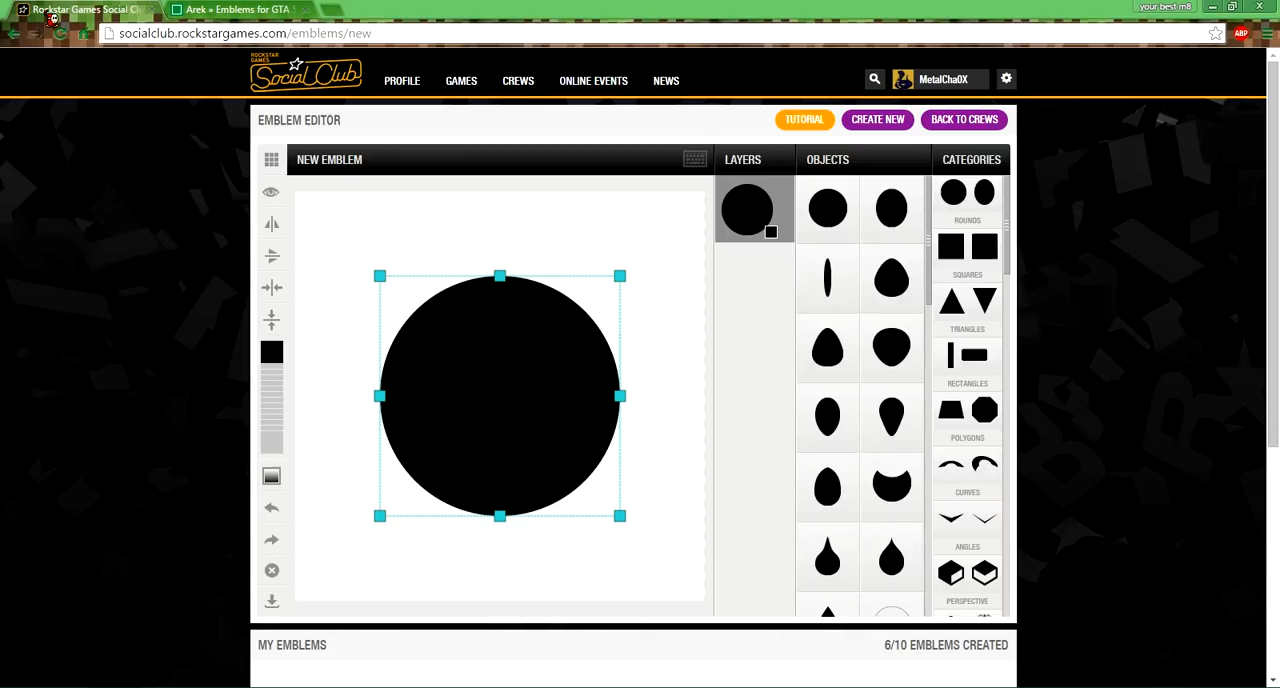 Rockstar Games Social Cl
Arek » Emblems for GTA 5
your best m8
socialclub.rockstargames.com/emblems/new
ABP
ROCKSTAR
GAMES
Social Club
PROFILE
GAMES
CREWS
ONLINE EVENTS
NEWS
MetalCha0X
EMBLEM EDITOR
TUTORIAL
CREATE NEW
BACK TO CREWS
NEW EMBLEM
LAYERS
OBJECTS
CATEGORIES
ROUNDS
SQUARES
TRIANGLES
RECTANGLES
POLYGONS
CURVES
ANGLES
PERSPECTIVE
MY EMBLEMS
6/10 EMBLEMS CREATED